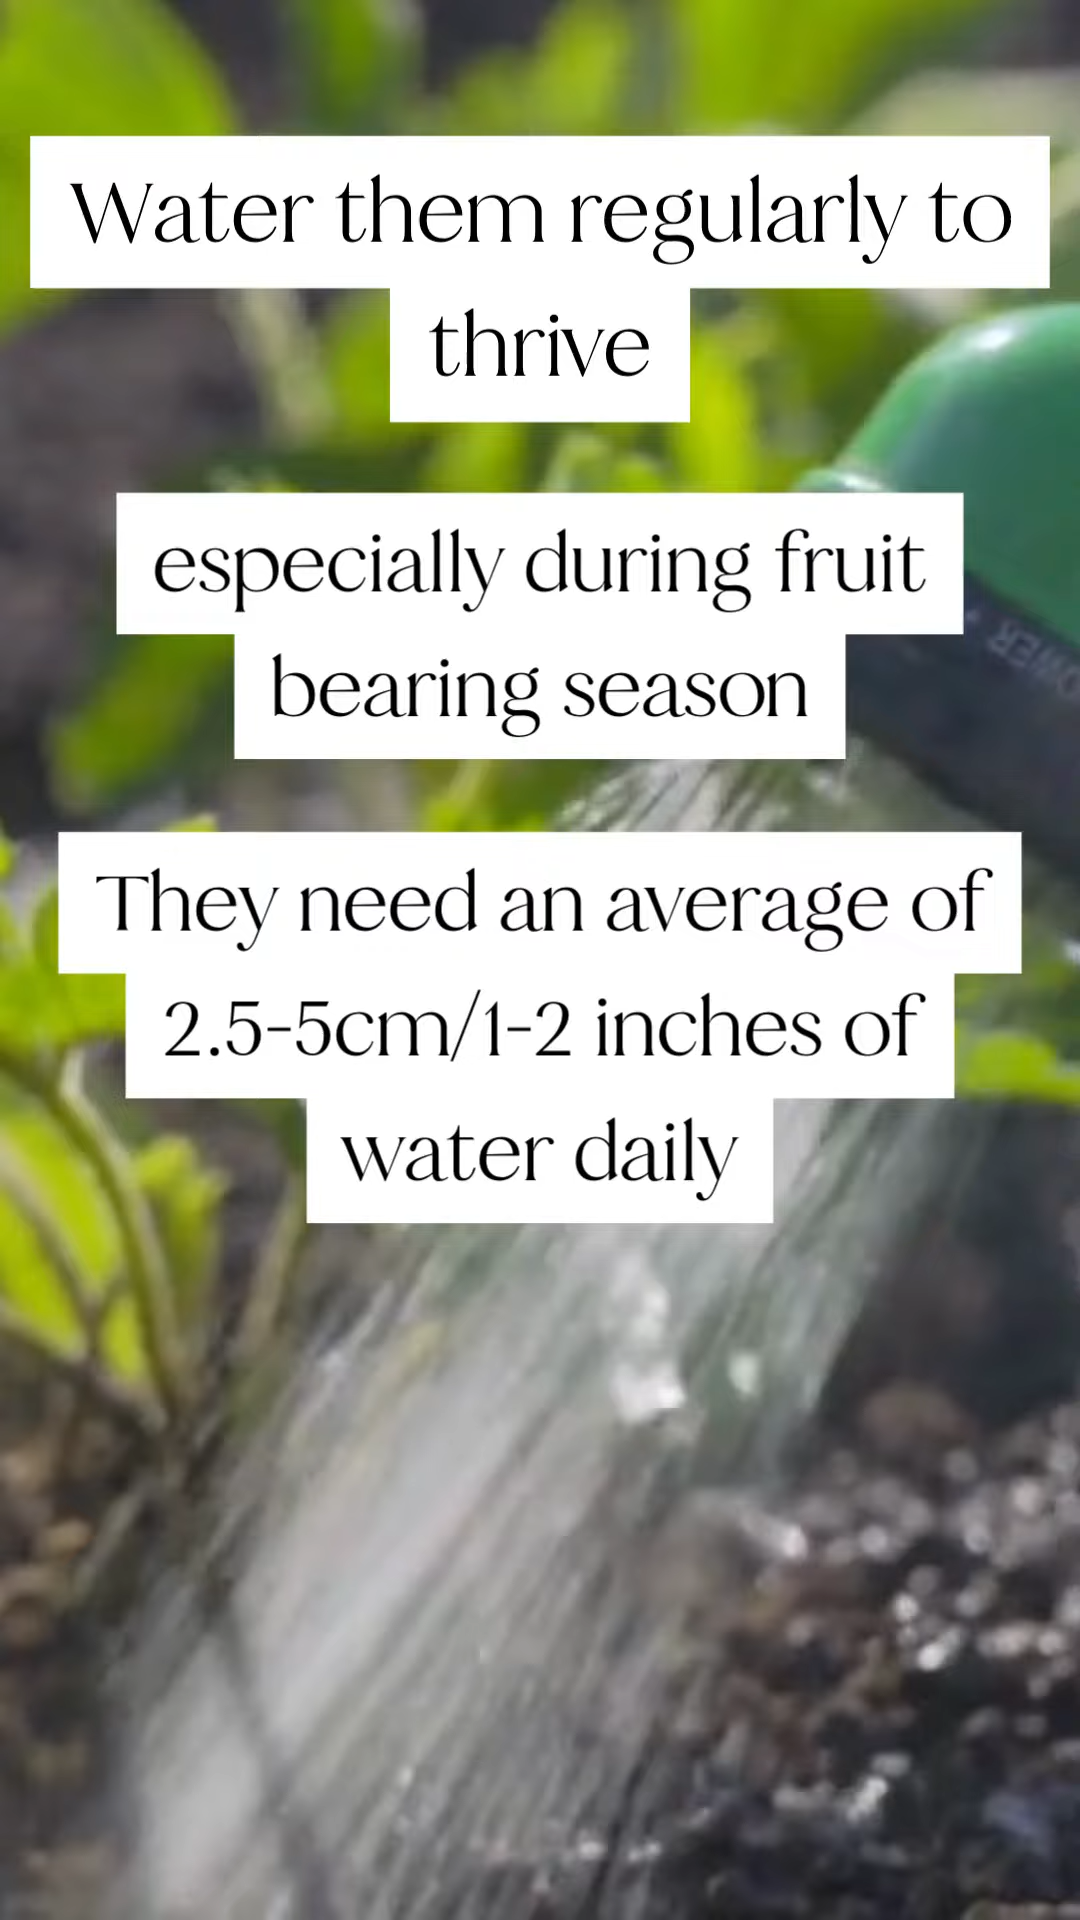 Water them regularly to
thrive
especially during fruit
bearing season
They need an average of
2.5-5cm/1-2 inches of
water daily